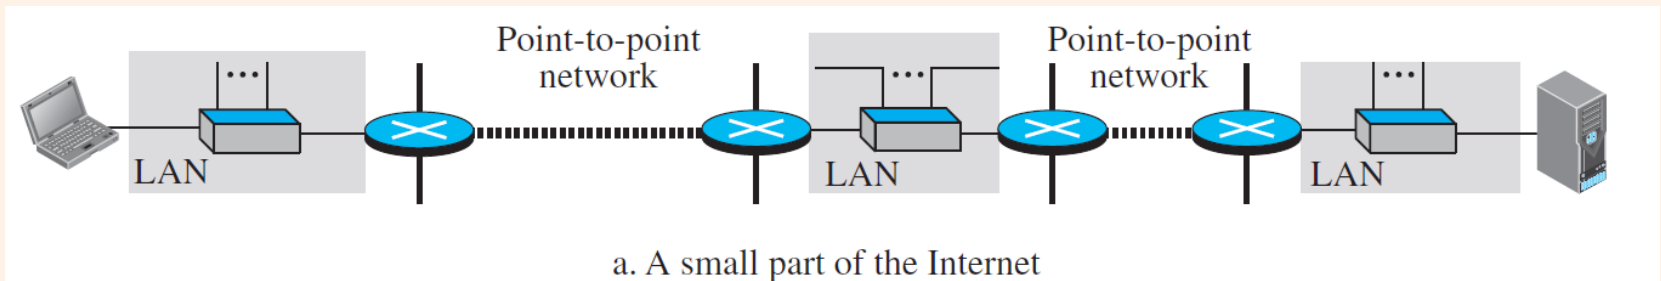 Point-to-point
network
Point-to-point
network
LAN
LAN
LAN
a. A small part of the Internet